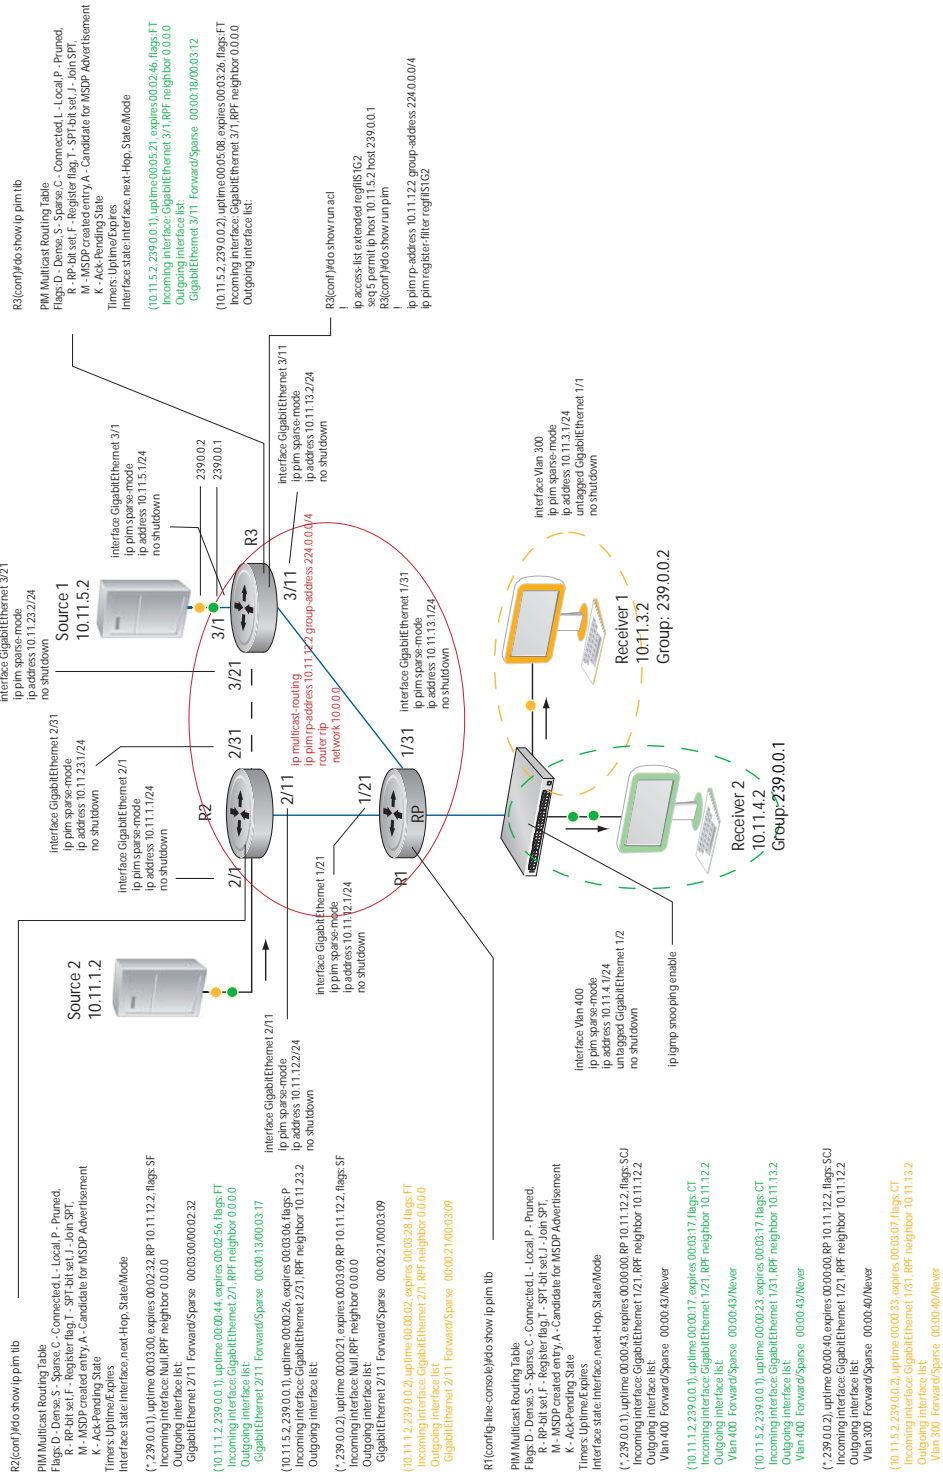 R2(conf)#do show ip pim tib
PIM Multicast Routing Table
Flags: D - Dense, S - Sparse, C - Connected, L - Local, P - Pruned,
R - RP-bit set, F - Register flag, T - SPT-bit set, J - Join SPT,
M - MSDP created entry, A - Candidate for MSDP Advertisement
K - Ack-Pending State
Timers: Uptime/Expires
Interface state: Interface, next-Hop, State/Mode
(*, 239.0.0.1), uptime 00:03:00, expires 00:02:32, RP 10.11.12.2, flags: SF
Incoming interface: Null, RPF neighbor 0.0.0.0
Outgoing interface list:
GigabitEthernet 2/11 Forward/Sparse 00:03:00/00:02:32
(10.11.1.2, 239.0.0.1), uptime 00:00:44, expires 00:02:56, flags: FT
Incoming interface: GigabitEthernet 2/1, RPF neighbor 0.0.0.0
Outgoing interface list:
GigabitEthernet 2/11 Forward/Sparse 00:00:13/00:03:17
(10.11.5.2, 239.0.0.1), uptime 00:00:26, expires 00:03:06, flags: P
Incoming interface: GigabitEthernet 2/31, RPF neighbor 10.11.23.2
Outgoing interface list:
(*, 239.0.0.2), uptime 00:00:21, expires 00:03:09, RP 10.11.12.2, flags: SF
Incoming interface: Null, RPF neighbor 0.0.0.0
Outgoing interface list:
GigabitEthernet 2/11 Forward/Sparse 00:00:21/00:03:09
(10.11.1.2, 239.0.0.2), uptime 00:00:02, expires 00:03:28, flags: FT
Incoming interface: GigabitEthernet 2/1, RPF neighbor 0.0.0.0
Outgoing interface list:
GigabitEthernet 2/11 Forward/Sparse 00:00:21/00:03:09
R1(config-line-console)#do show ip pim tib
PIM Multicast Routing Table
Flags: D - Dense, S - Sparse, C - Connected, L - Local, P - Pruned,
R - RP-bit set, F - Register flag, T - SPT-bit set, J - Join SPT,
M - MSDP created entry, A - Candidate for MSDP Advertisement
K - Ack-Pending State
Timers: Uptime/Expires
Interface state: Interface, next-Hop, State/Mode
(*, 239.0.0.1), uptime 00:00:43, expires 00:00:00, RP 10.11.12.2, flags: SCJ
Incoming interface: GigabitEthernet 1/21, RPF neighbor 10.11.12.2
Outgoing interface list:
Vlan 400 Forward/Sparse 00:00:43/Never
(10.11.1.2, 239.0.0.1), uptime 00:00:17, expires 00:03:17, flags: CT
Incoming interface: GigabitEthernet 1/21, RPF neighbor 10.11.12.2
Outgoing interface list:
Vlan 400 Forward/Sparse 00:00:43/Never
(10.11.5.2, 239.0.0.1), uptime 00:00:23, expires 00:03:17, flags: CT
Incoming interface: GigabitEthernet 1/31, RPF neighbor 10.11.13.2
Outgoing interface list:
Vlan 400 Forward/Sparse 00:00:43/Never
(*, 239.0.0.2), uptime 00:00:40, expires 00:00:00, RP 10.11.12.2, flags: SCJ
Incoming interface: GigabitEthernet 1/21, RPF neighbor 10.11.12.2
Outgoing interface list:
Vlan 300 Forward/Sparse 00:00:40/Never
(10.11.5.2, 239.0.0.2), uptime 00:00:33, expires 00:03:07, flags: CT
Incoming interface: GigabitEthernet 1/31, RPF neighbor 10.11.13.2
Outgoing interface list:
Vlan 300 Forward/Sparse 00:00:40/Never
Source 2
10.11.1.2
interface GigabitEthernet 2/11
ip pim sparse-mode
ip address 10.11.12.2/24
no shutdown
interface GigabitEthernet 2/1
ip pim sparse-mode
ip address 10.11.1.1/24
no shutdown
interface GigabitEthernet 2/31
ip pim sparse-mode
ip address 10.11.23.1/24
no shutdown
interface GigabitEthernet 3/21
ip pim sparse-mode
ip address 10.11.23.2/24
no shutdown
R2
2/1
2/31
2/11
interface GigabitEthernet 1/21
ip pim sparse-mode
ip address 10.11.12.1/24
no shutdown
1/21
1/31
R1
RP
ip multicast-routing
ip pim rp-address 10.11.12.2 group-address 224.0.0.0/4
router rip
network 10.0.0.0
interface GigabitEthernet 1/31
ip pim sparse-mode
ip address 10.11.13.1/24
no shutdown
Source 1
10.11.5.2
3/21
3/1
R3
3/11
239.0.0.2
239.0.0.1
interface GigabitEthernet 3/1
ip pim sparse-mode
ip address 10.11.5.1/24
no shutdown
interface GigabitEthernet 3/11
ip pim sparse-mode
ip address 10.11.13.2/24
no shutdown
interface Vlan 400
ip pim sparse-mode
ip address 10.11.4.1/24
untagged GigabitEthernet 1/2
no shutdown
ip igmp snooping enable
Receiver 2
10.11.4.2
Group: 239.0.0.1
Receiver 1
10.11.3.2
Group: 239.0.0.2
interface Vlan 300
ip pim sparse-mode
ip address 10.11.3.1/24
untagged GigabitEthernet 1/1
no shutdown
R3(conf)#do show ip pim tib
PIM Multicast Routing Table
Flags: D - Dense, S - Sparse, C - Connected, L - Local, P - Pruned,
R - RP-bit set, F - Register flag, T - SPT-bit set, J - Join SPT,
M - MSDP created entry, A - Candidate for MSDP Advertisement
K - Ack-Pending State
Timers: Uptime/Expires
Interface state: Interface, next-Hop, State/Mode
(10.11.5.2, 239.0.0.1), uptime 00:05:21, expires 00:02:46, flags: FT
Incoming interface: GigabitEthernet 3/1, RPF neighbor 0.0.0.0
Outgoing interface list:
GigabitEthernet 3/11 Forward/Sparse 00:00:18/00:03:12
(10.11.5.2, 239.0.0.2), uptime 00:05:08, expires 00:03:26, flags: FT
Incoming interface: GigabitEthernet 3/1, RPF neighbor 0.0.0.0
Outgoing interface list:
R3(conf)#do show run acl
!
ip access-list extended regfilS1G2
seq 5 permit ip host 10.11.5.2 host 239.0.0.1
R3(conf)#do show run pim
!
ip pim rp-address 10.11.12.2 group-address 224.0.0.0/4
ip pim register-filter regfilS1G2